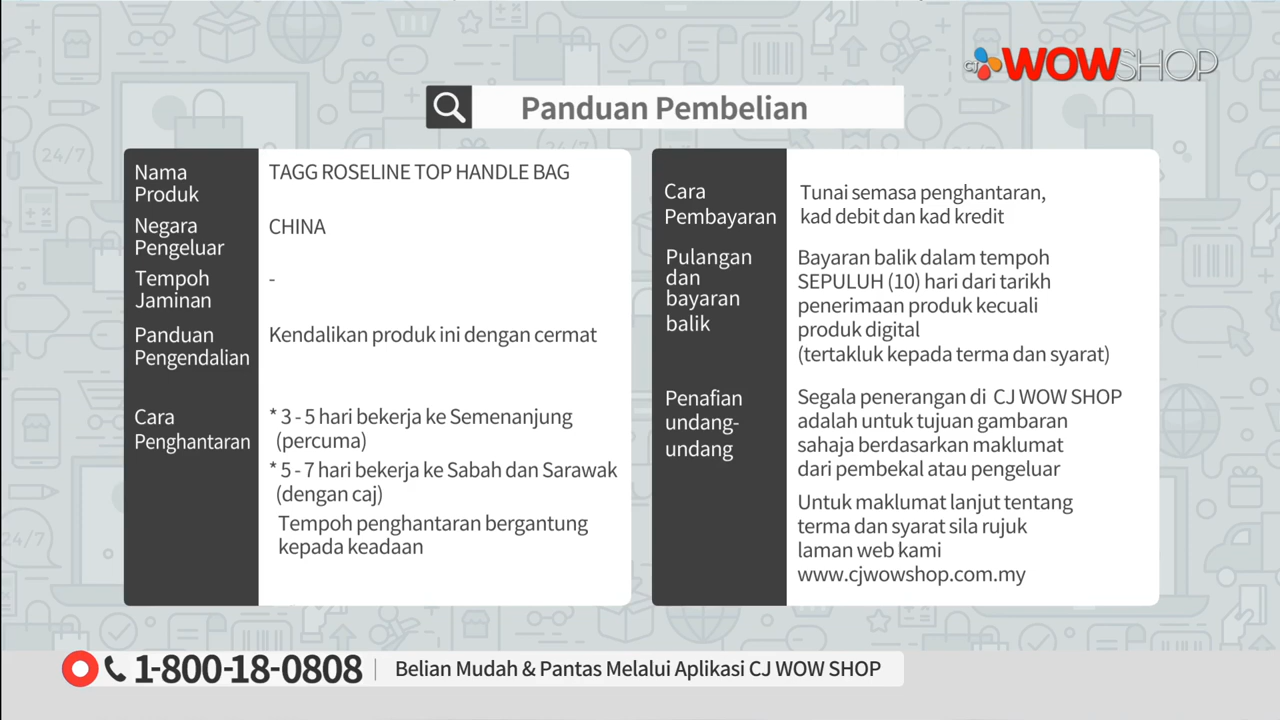 CJ WOWSHOP
Panduan Pembelian
Nama
Produk
TAGG ROSELINE TOP HANDLE BAG
Negara
Pengeluar
CHINA
Tempoh
Jaminan
-
Panduan
Pengendalian
Kendalikan produk ini dengan cermat
Cara
Penghantaran
* 3 - 5 hari bekerja ke Semenanjung
(percuma)
* 5 - 7 hari bekerja ke Sabah dan Sarawak
(dengan caj)
Tempoh penghantaran bergantung
kepada keadaan
Cara
Pembayaran
Tunai semasa penghantaran,
kad debit dan kad kredit
Pulangan
dan
bayaran
balik
Bayaran balik dalam tempoh
SEPULUH (10) hari dari tarikh
penerimaan produk kecuali
produk digital
(tertakluk kepada terma dan syarat)
Penafian
undang-
undang
Segala penerangan di CJ WOW SHOP
adalah untuk tujuan gambaran
sahaja berdasarkan maklumat
dari pembekal atau pengeluar
Untuk maklumat lanjut tentang
terma dan syarat sila rujuk
laman web kami
www.cjwowshop.com.my
24/7
24/7
1-800-18-0808
Belian Mudah & Pantas Melalui Aplikasi CJ WOW SHOP